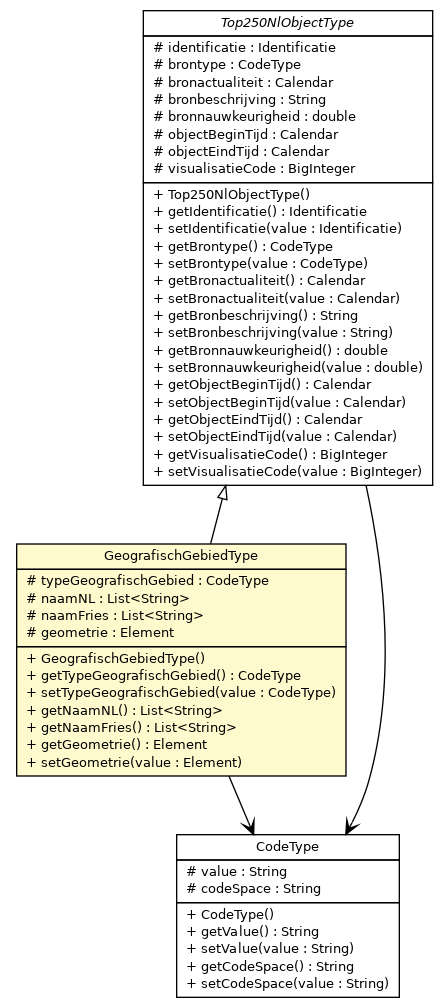 Top250NlObjectType
# identificatie : Identificatie
# brontype : CodeType
# bronactualiteit : Calendar
# bronbeschrijving : String
# bronnauwkeurigheid : double
# objectBeginTijd : Calendar
# objectEindTijd : Calendar
# visualisatieCode : BigInteger
+ Top250NlObjectType()
+ getIdentificatie() : Identificatie
+ setIdentificatie(value : Identificatie)
+ getBrontype() : CodeType
+ setBrontype(value : CodeType)
+ getBronactualiteit() : Calendar
+ setBronactualiteit(value : Calendar)
+ getBronbeschrijving() : String
+ setBronbeschrijving(value : String)
+ getBronnauwkeurigheid() : double
+ setBronnauwkeurigheid(value : double)
+ getObjectBeginTijd() : Calendar
+ setObjectBeginTijd(value : Calendar)
+ getObjectEindTijd() : Calendar
+ setObjectEindTijd(value : Calendar)
+ getVisualisatieCode() : BigInteger
+ setVisualisatieCode(value : BigInteger)
GeografischGebiedType
# typeGeografischGebied : CodeType
# naamNL : List<String>
# naamFries : List<String>
# geometrie : Element
+ GeografischGebiedType()
+ getTypeGeografischGebied() : CodeType
+ setTypeGeografischGebied(value : CodeType)
+ getNaamNL() : List<String>
+ getNaamFries() : List<String>
+ getGeometrie() : Element
+ setGeometrie(value : Element)
CodeType
# value : String
# codeSpace : String
+ CodeType()
+ getValue() : String
+ setValue(value : String)
+ getCodeSpace() : String
+ setCodeSpace(value : String)